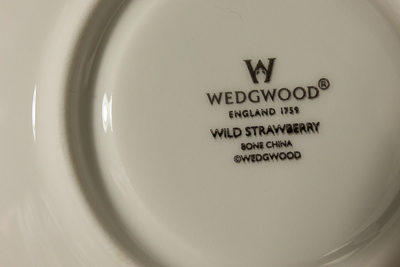 W
WEDGWOOD®
ENGLAND 1759
WILD STRAWBERRY
BONE CHINA
©WEDGWOOD